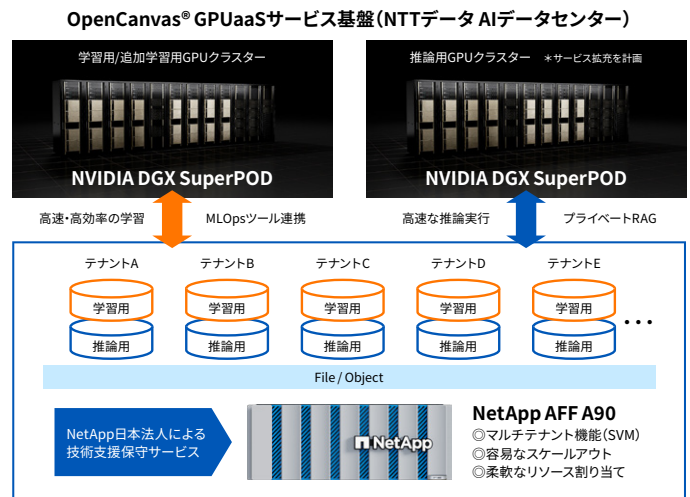 OpenCanvas® GPUaaSサービス基盤（NTTデータ AIデータセンター）
学習用/追加学習用GPUクラスター
NVIDIA DGX SuperPOD
推論用GPUクラスター ＊サービス拡充を計画
NVIDIA DGX SuperPOD
高速・高効率の学習
MLOpsツール連携
高速な推論実行
プライベートRAG
テナントA
テナントB
テナントC
テナントD
テナントE
学習用
学習用
学習用
学習用
学習用
推論用
推論用
推論用
推論用
推論用
...
File / Object
NetApp日本法人による
技術支援保守サービス
NetApp
NetApp AFF A90
◎マルチテナント機能（SVM）
◎容易なスケールアウト
◎柔軟なリソース割り当て